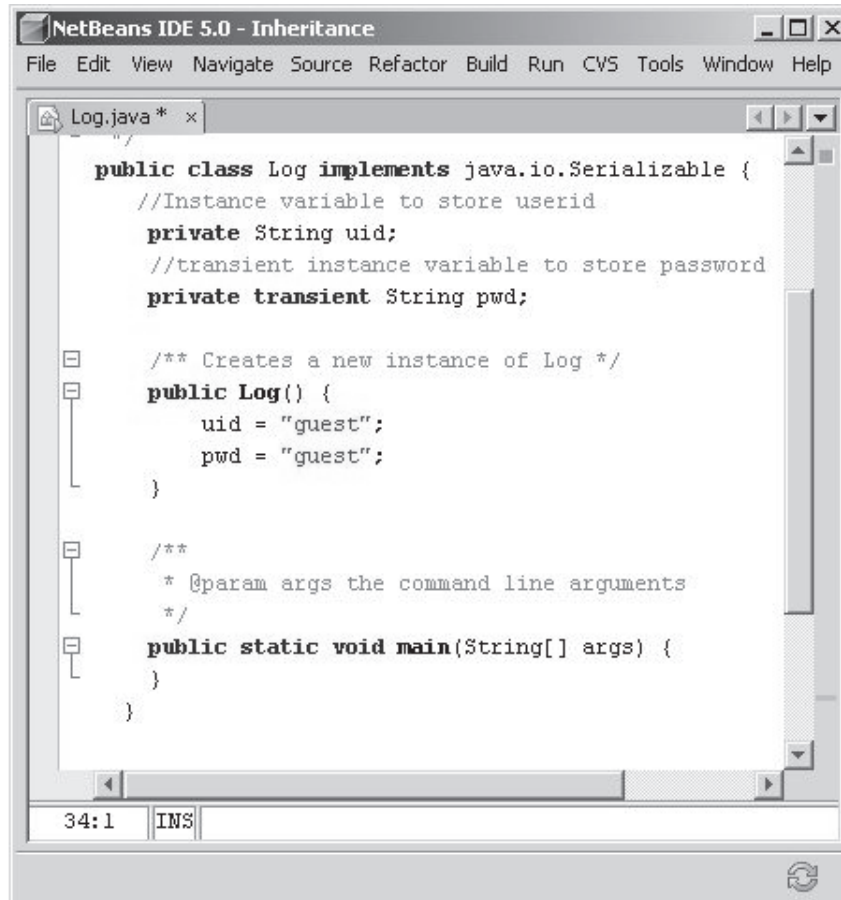 NetBeans IDE 5.0 - Inheritance
File Edit View Navigate Source Refactor Build Run CVS Tools Window Help
Log.java * x
*/
public class Log implements java.io.Serializable {
//Instance variable to store userid
private String uid;
//transient instance variable to store password
private transient String pwd;
/** Creates a new instance of Log */
public Log() {
uid = "guest";
pwd = "guest";
}
/**
* @param args the command line arguments
*/
public static void main(String[] args) {
}
}
34:1 INS